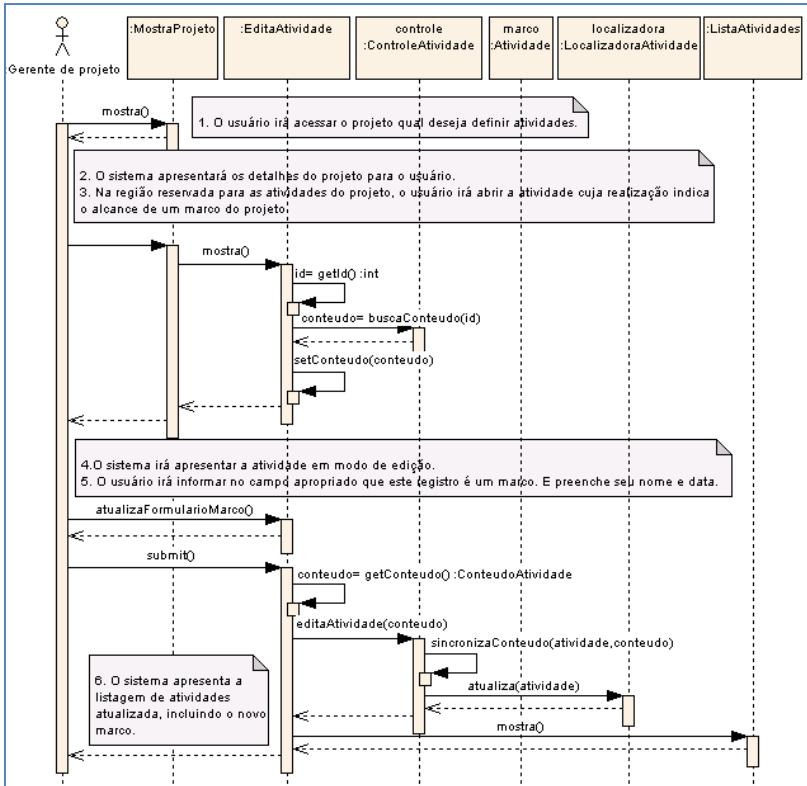 :MostraProjeto
:EditaAtividade
controle
:ControleAtividade
marco
:Atividade
localizadora
:LocalizadoraAtividade
:ListaAtividades
Gerente de projeto
mostra()
1. O usuário irá acessar o projeto qual deseja definir atividades.
2. O sistema apresentará os detalhes do projeto para o usuário.
3. Na região reservada para as atividades do projeto, o usuário irá abrir a atividade cuja realização indica
o alcance de um marco do projeto
mostra()
id= getId() :int
conteudo= buscaConteudo(id)
setConteudo(conteudo)
4.O sistema irá apresentar a atividade em modo de edição.
5. O usuário irá informar no campo apropriado que este registro é um marco. E preenche seu nome e data.
atualizaFormularioMarco()
submit()
conteudo= getConteudo() :ConteudoAtividade
editaAtividade(conteudo)
sincronizaConteudo(atividade,conteudo)
6. O sistema apresenta a
listagem de atividades
atualizada, incluindo o novo
marco.
atualiza(atividade)
mostra()